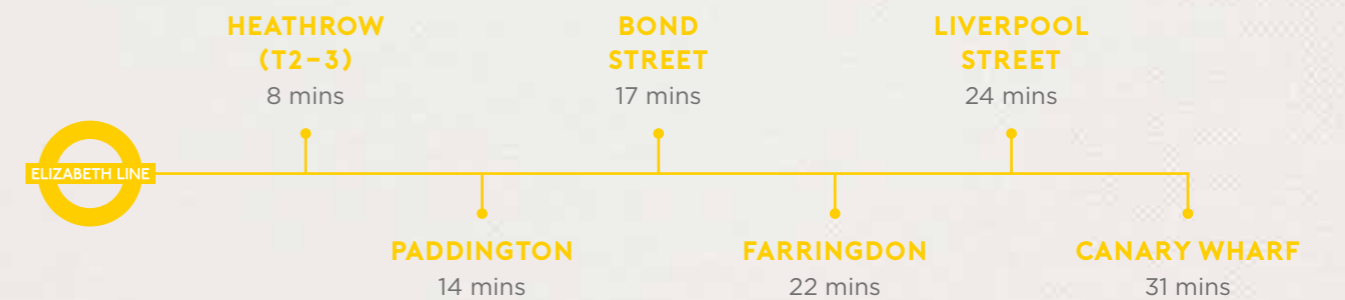 HEATHROW
(T2–3)
8 mins
BOND
STREET
17 mins
LIVERPOOL
STREET
24 mins
ELIZABETH LINE
PADDINGTON
14 mins
FARRINGDON
22 mins
CANARY WHARF
31 mins